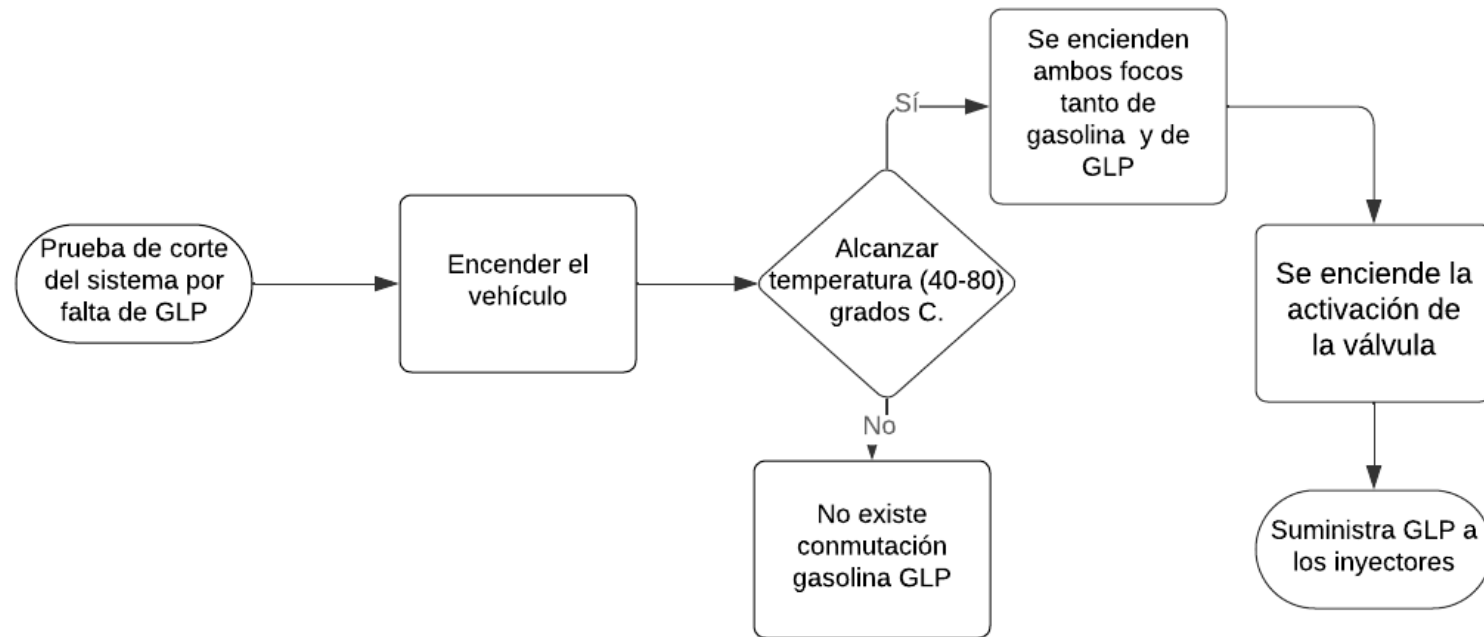 Prueba de corte
del sistema por
falta de GLP
Encender el
vehículo
Alcanzar
temperatura (40-80)
grados C.
Sí
Se encienden
ambos focos
tanto de
gasolina y de
GLP
Se enciende la
activación de
la válvula
Suministra GLP a
los inyectores
No
No existe
conmutación
gasolina GLP